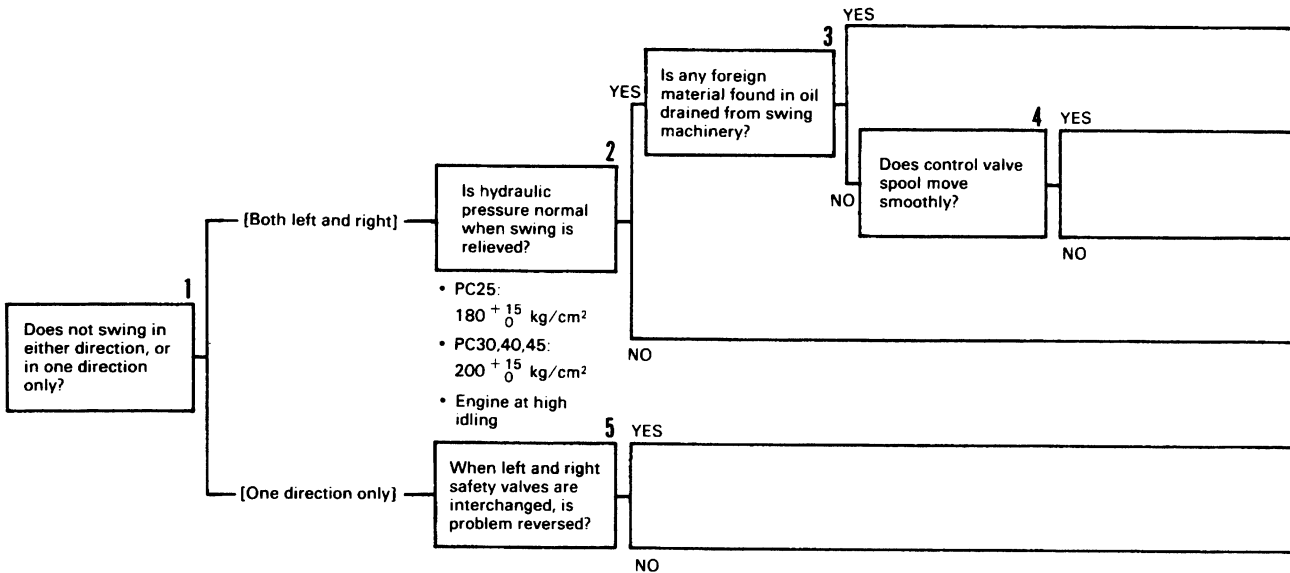 1
Does not swing in
either direction, or
in one direction
only?
[Both left and right]
2
Is hydraulic
pressure normal
when swing is
relieved?
• PC25:
180 + 15 0 kg/cm²
• PC30,40,45:
200 + 15 0 kg/cm²
• Engine at high
idling
YES
3
Is any foreign
material found in oil
drained from swing
machinery?
YES
NO
4
Does control valve
spool move
smoothly?
YES
NO
NO
[One direction only]
5
When left and right
safety valves are
interchanged, is
problem reversed?
YES
NO